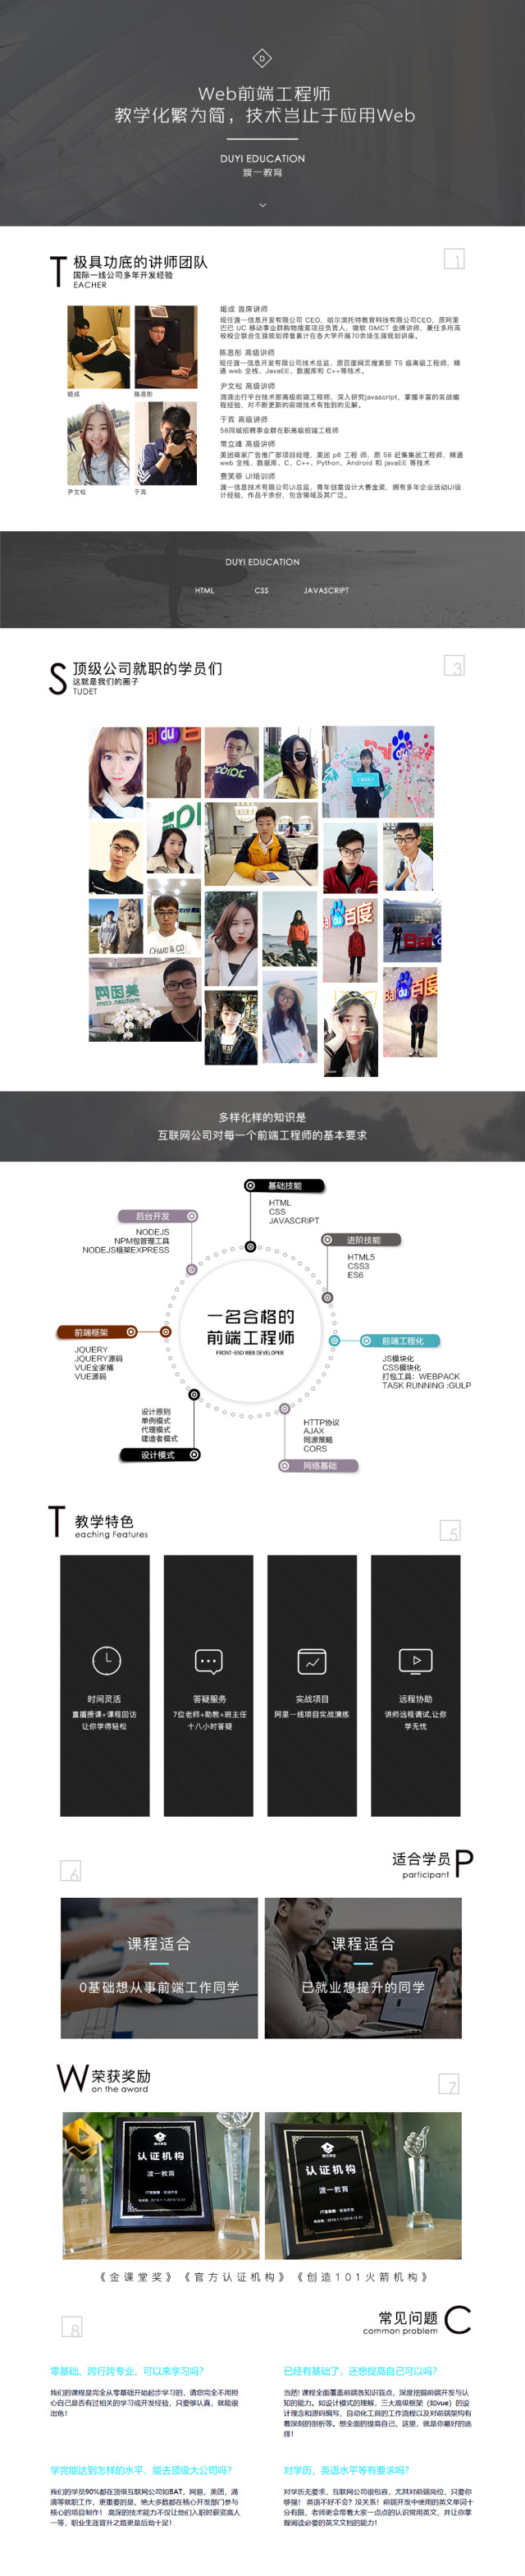 D
Web前端工程师
教学化繁为简，技术岂止于应用Web
DUYI EDUCATION
渡一教育
T 极具功底的讲师团队
国际一线公司多年开发经验
EACHER
1
姬成
陈思彤
尹文松
于宾
姬成 首席讲师
现任渡一信息开发有限公司 CEO，哈尔滨托特教育科技有限公司CEO，原阿里
巴巴 UC 移动事业群购物搜索项目负责人，微软 GMCT 金牌讲师，兼任多所高
陈思彤 高级讲师
现任渡一信息开发有限公司技术总监，原百度网页搜索部 T5 级高级工程师，精
通 web 全栈、JavaEE、数据库和 C++等技术。
尹文松 高级讲师
滴滴出行平台技术部高级前端工程师，深入研究javascript，掌握丰富的实战编
程经验，对不断更新的前端技术有独到的见解。
于宾 高级讲师
58同城招聘事业群在职高级前端工程师
常立峰 高级讲师
美团商家广告推广部项目经理，美团 p6 工程 师，原 58 赶集集团工程师，精通
web 全栈、数据库，C、C++、Python、Android 和 javaEE 等技术
UI培训师
渡一信息技术有限公司UI总监，青年创意设计大赛金奖，拥有多年企业活动UI设
计经验，作品千余份，包含领域及其广泛。
DUYI EDUCATION
HTML CSS JAVASCRIPT
S 顶级公司就职的学员们
这就是我们的圈子
TUDET
3
多样化样的知识是
互联网公司对每一个前端工程师的基本要求
基础技能
HTML
CSS
JAVASCRIPT
后台开发
NODEJS
NPM包管理工具
NODEJS框架EXPRESS
进阶技能
HTML5
CSS3
ES6
一名合格的
前端工程师
FRONT-END WEB DEVELOPER
前端框架
JQUERY
JQUERY源码
VUE全家桶
VUE源码
前端工程化
JS模块化
CSS模块化
打包工具：WEBPACK
TASK RUNNING :GULP
设计原则
单例模式
代理模式
建造者模式
设计模式
HTTP协议
AJAX
同源策略
CORS
网络基础
T 教学特色
eaching Features
5
时间灵活
直播授课+课程回访
让你学得轻松
答疑服务
7位老师+助教+班主任
十八小时答疑
实战项目
阿里一线项目实战演练
远程协助
讲师远程调试,让你
学无忧
6
适合学员 P
participant
课程适合
0基础想从事前端工作同学
课程适合
已就业想提升的同学
W 荣获奖励
on the award
7
认证机构
渡一教育
认证机构
渡一教育
《金课堂奖》《官方认证机构》《创造101火箭机构》
8
常见问题 C
common problem
零基础、跨行跨专业，可以来学习吗？
我们的课程是完全从零基础开始起步学习的，请您完全不用担
心自己是否有过相关的学习或开发经验，只要够认真，就能很
出色！
已经有基础了，还想提高自己可以吗？
当然! 课程全面覆盖前端各知识盲点，深度挖掘前端开发与认
知的能力。如设计模式的理解，三大高级框架（如vue）的设
计理念和源码编写，自动化工具的工作流程以及对前端架构有
着深刻的剖析等。想全面的提高自己，这里，就是你最好的选
择！
学完能达到怎样的水平，能去顶级大公司吗？
我们的学员90%都在顶级互联网公司如BAT，网易，美团，滴
滴等就职工作，更重要的是，绝大多数都在核心开发部门参与
核心的项目制作！ 高深的技术能力不仅让他们入职时薪资高人
一等，职业生涯晋升之路更是后劲十足！
对学历，英语水平等有要求吗？
对学历无要求，互联网公司很包容，尤其对前端岗位，只要你
够强！ 英语不好不会？没关系！前端开发中使用的英文单词十
分有限，老师更会带着大家一点点的认识常用英文，并让你掌
握阅读必要的英文文档的能力！